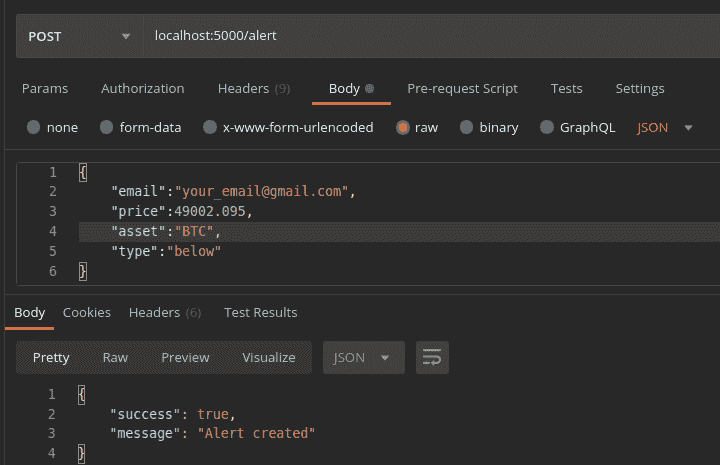 POST localhost:5000/alert
Params Authorization Headers (9) Body Pre-request Script Tests Settings
none form-data x-www-form-urlencoded raw binary GraphQL JSON
1 {
2 "email":"your_email@gmail.com",
3 "price":49002.095,
4 "asset":"BTC",
5 "type":"below"
6 }
Body Cookies Headers (6) Test Results
Pretty Raw Preview Visualize JSON
1 {
2 "success": true,
3 "message": "Alert created"
4 }